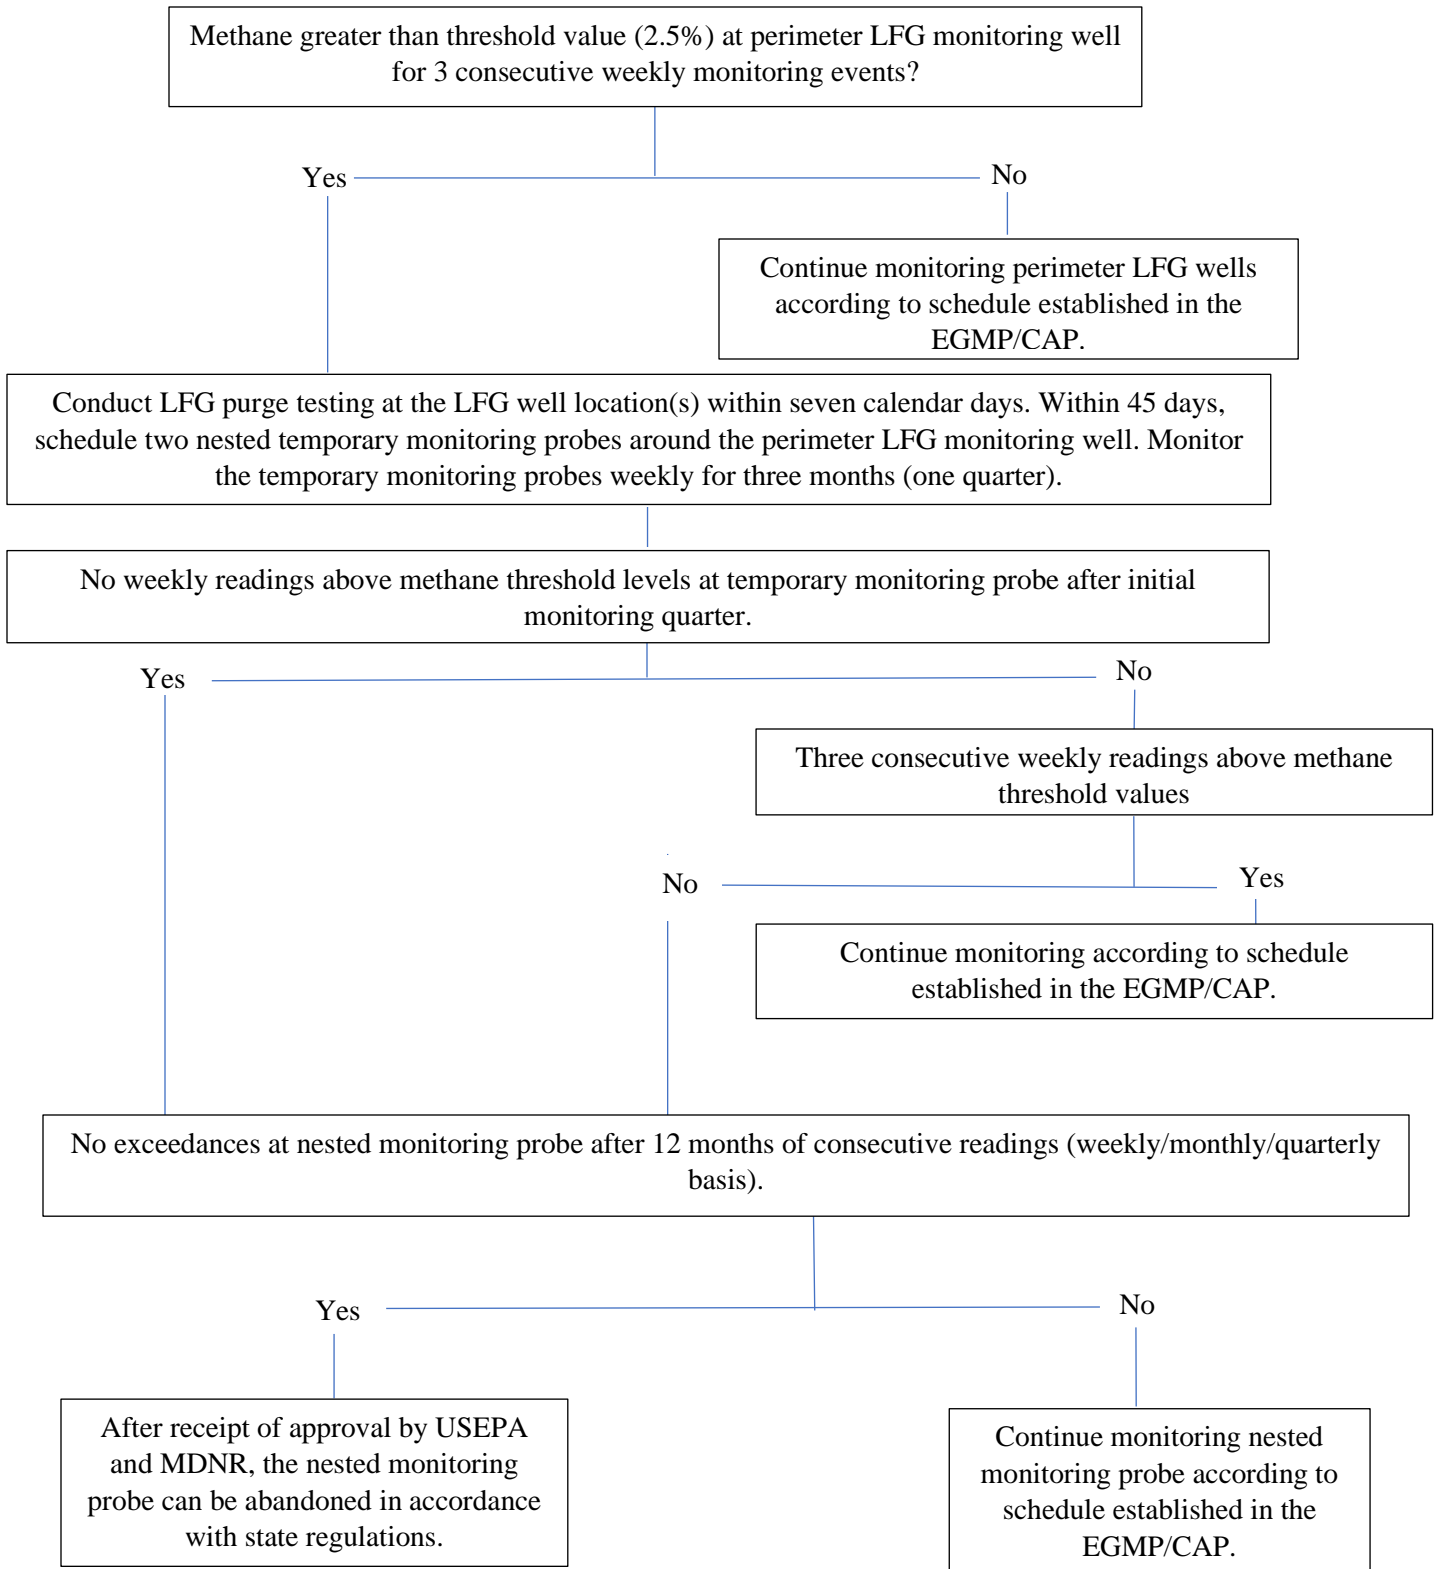 Methane greater than threshold value (2.5%) at perimeter LFG monitoring well
for 3 consecutive weekly monitoring events?
Yes
No
Continue monitoring perimeter LFG wells
according to schedule established in the
EGMP/CAP.
Conduct LFG purge testing at the LFG well location(s) within seven calendar days. Within 45 days,
schedule two nested temporary monitoring probes around the perimeter LFG monitoring well. Monitor
the temporary monitoring probes weekly for three months (one quarter).
No weekly readings above methane threshold levels at temporary monitoring probe after initial
monitoring quarter.
Yes
No
Three consecutive weekly readings above methane
threshold values
No
Yes
Continue monitoring according to schedule
established in the EGMP/CAP.
No exceedances at nested monitoring probe after 12 months of consecutive readings (weekly/monthly/quarterly
basis).
Yes
No
After receipt of approval by USEPA
and MDNR, the nested monitoring
probe can be abandoned in accordance
with state regulations.
Continue monitoring nested
monitoring probe according to
schedule established in the
EGMP/CAP.